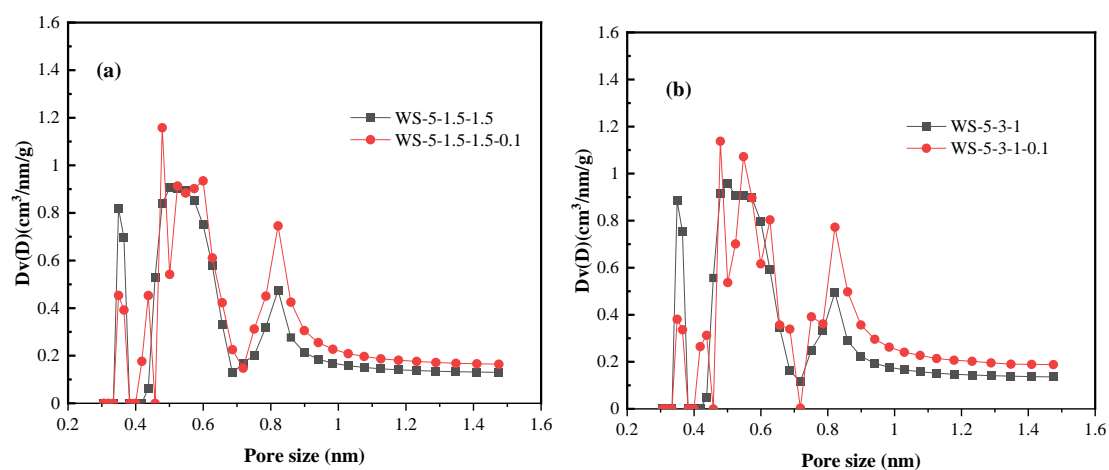 (a)
WS-5-1.5-1.5
WS-5-1.5-1.5-0.1
Dv(D)(cm³/nm/g)
1.6
1.4
1.2
1
0.8
0.6
0.4
0.2
0
0.2 0.4 0.6 0.8 1 1.2 1.4 1.6
Pore size (nm)
(b)
WS-5-3-1
WS-5-3-1-0.1
Dv(D)(cm³/nm/g)
1.6
1.4
1.2
1
0.8
0.6
0.4
0.2
0
0.2 0.4 0.6 0.8 1 1.2 1.4 1.6
Pore size (nm)